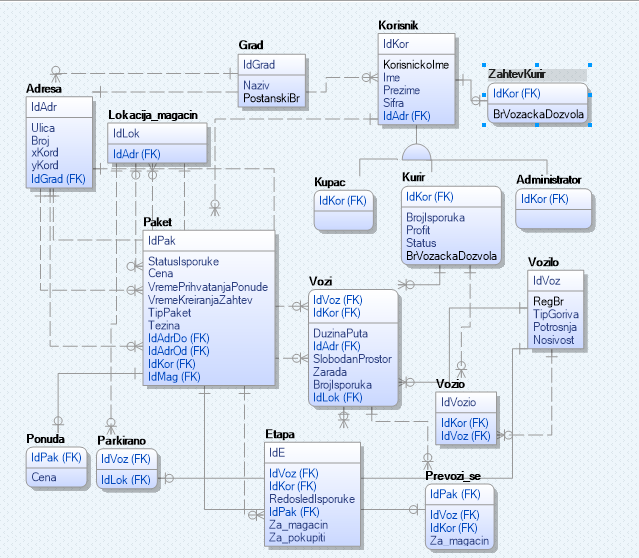 Korisnik
IdKor
KorisnickoIme
Ime
Prezime
Sifra
IdAdr (FK)
ZahtevKurir
IdKor (FK)
BrVozackaDozvola
Grad
IdGrad
Naziv
PostanskiBr
Adresa
IdAdr
Ulica
Broj
xKord
yKord
IdGrad (FK)
Lokacija_magacin
IdLok
IdAdr (FK)
Kupac
IdKor (FK)
Kurir
IdKor (FK)
BrojIsporuka
Profit
Status
BrVozackaDozvola
Administrator
IdKor (FK)
Paket
IdPak
StatusIsporuke
Cena
VremePrihvatanjaPonude
VremeKreiranjaZahtev
TipPaket
Tezina
IdAdrDo (FK)
IdAdrOd (FK)
IdKor (FK)
IdMag (FK)
Vozi
IdVoz (FK)
IdKor (FK)
DuzinaPuta
IdAdr (FK)
SlobodanProstor
Zarada
BrojIsporuka
IdLok (FK)
Vozilo
IdVoz
RegBr
TipGoriva
Potrosnja
Nosivost
Vozio
IdVozio
IdKor (FK)
IdVoz (FK)
Ponuda
IdPak (FK)
Cena
Parkirano
IdVoz (FK)
IdLok (FK)
Etapa
IdE
IdVoz (FK)
IdKor (FK)
RedosledIsporuke
IdPak (FK)
Za_magacin
Za_pokupiti
Prevozi_se
IdPak (FK)
IdVoz (FK)
IdKor (FK)
Za_magacin